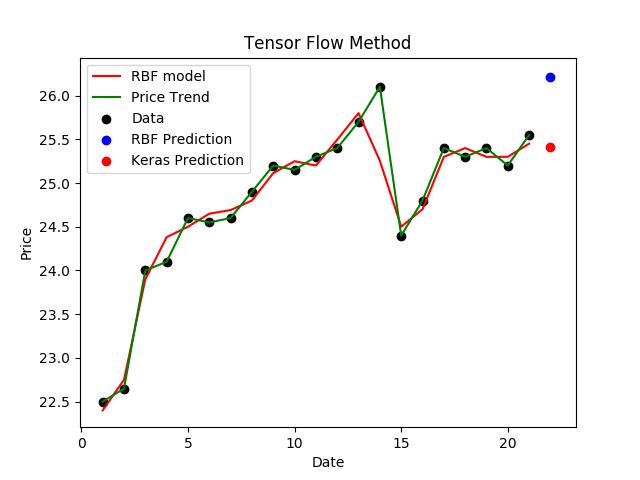 Tensor Flow Method
RBF model
Price Trend
Data
RBF Prediction
Keras Prediction
Price
26.0
25.5
25.0
24.5
24.0
23.5
23.0
22.5
0 5 10 15 20
Date